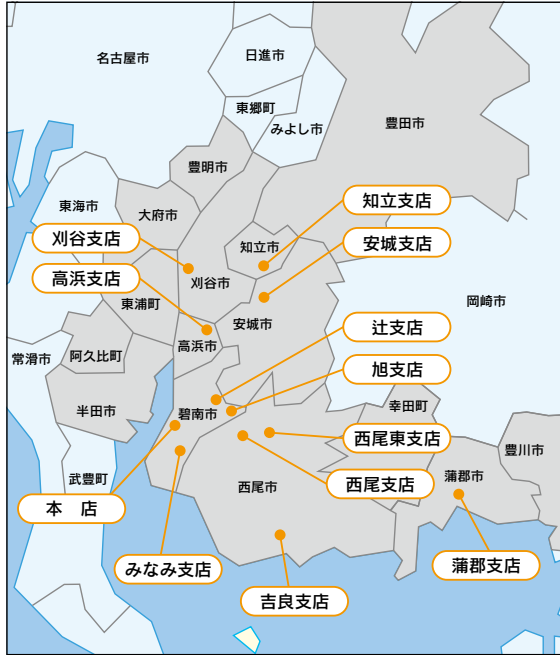 名古屋市
日進市
東郷町
みよし市
豊田市
豊明市
東海市
大府市
知立支店
刈谷支店
知立市
安城支店
高浜支店
刈谷市
東浦町
岡崎市
安城市
辻支店
高浜市
常滑市
阿久比町
旭支店
半田市
碧南市
幸田町
西尾東支店
豊川市
武豊町
西尾市
西尾支店
蒲郡市
本 店
みなみ支店
蒲郡支店
吉良支店